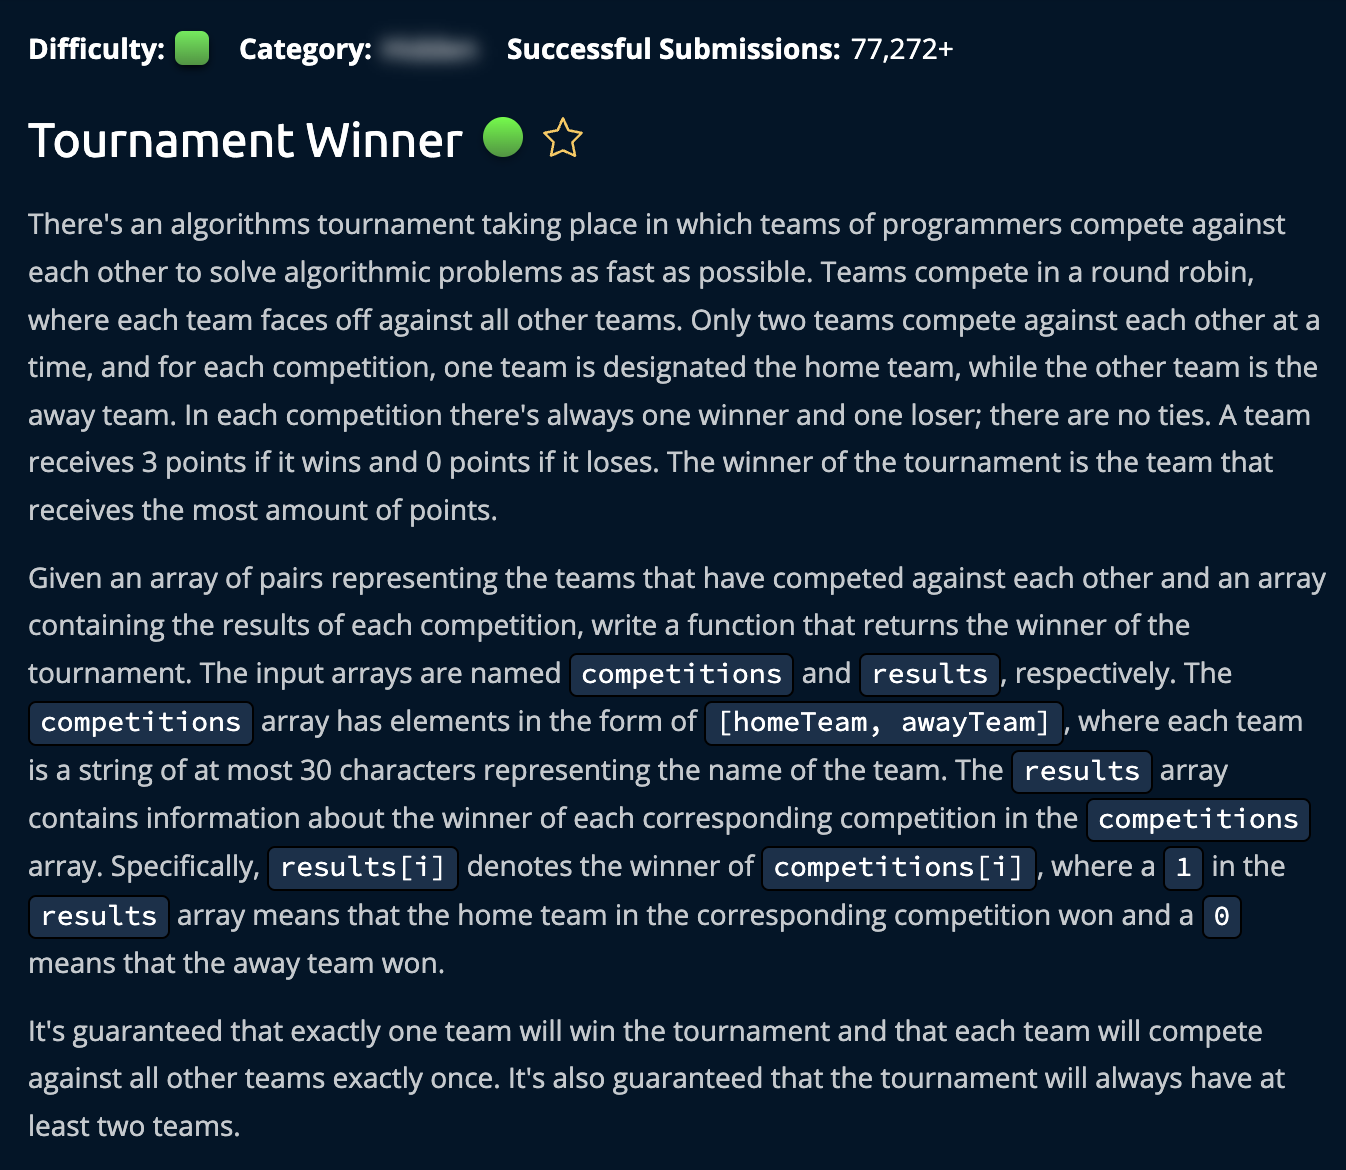 Difficulty: Category: Successful Submissions: 77,272+
Tournament Winner
There's an algorithms tournament taking place in which teams of programmers compete against
each other to solve algorithmic problems as fast as possible. Teams compete in a round robin,
where each team faces off against all other teams. Only two teams compete against each other at a
time, and for each competition, one team is designated the home team, while the other team is the
away team. In each competition there's always one winner and one loser; there are no ties. A team
receives 3 points if it wins and 0 points if it loses. The winner of the tournament is the team that
receives the most amount of points.
Given an array of pairs representing the teams that have competed against each other and an array
containing the results of each competition, write a function that returns the winner of the
tournament. The input arrays are named competitions and results, respectively. The
competitions array has elements in the form of [homeTeam, awayTeam], where each team
is a string of at most 30 characters representing the name of the team. The results array
contains information about the winner of each corresponding competition in the competitions
array. Specifically, results[i] denotes the winner of competitions[i], where a 1 in the
results array means that the home team in the corresponding competition won and a 0
means that the away team won.
It's guaranteed that exactly one team will win the tournament and that each team will compete
against all other teams exactly once. It's also guaranteed that the tournament will always have at
least two teams.